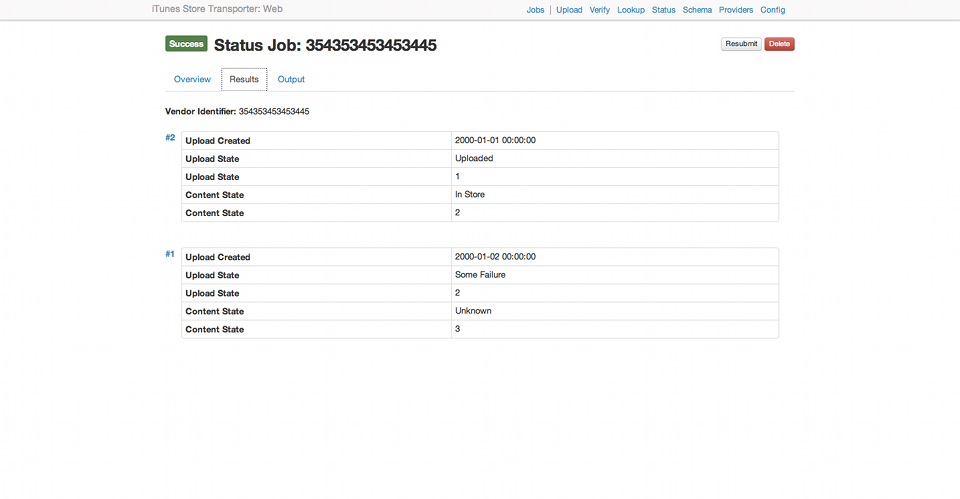 iTunes Store Transporter: Web
Jobs | Upload Verify Lookup Status Schema Providers Config
Success Status Job: 354353453453445 Resubmit Delete
Overview Results Output
Vendor Identifier: 354353453453445
#2 Upload Created 2000-01-01 00:00:00
Upload State Uploaded
Upload State 1
Content State In Store
Content State 2
#1 Upload Created 2000-01-02 00:00:00
Upload State Some Failure
Upload State 2
Content State Unknown
Content State 3